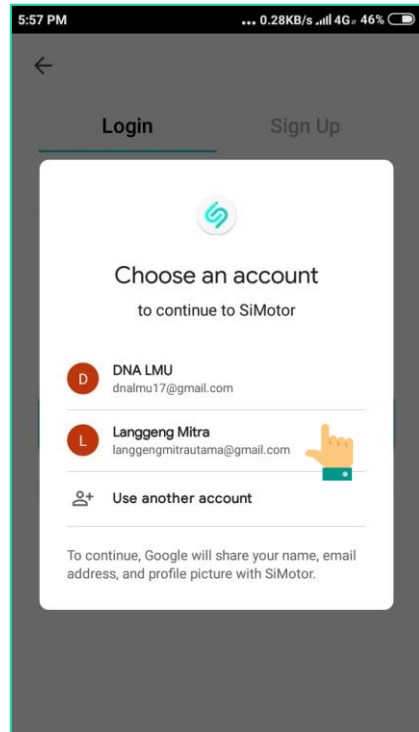 5:57 PM ... 0.28KB/s 4G 46%
Login Sign Up
Choose an account
to continue to SiMotor
D DNA LMU
dnalmu17@gmail.com
L Langgeng Mitra
langgengmitrautama@gmail.com
Use another account
To continue, Google will share your name, email
address, and profile picture with SiMotor.